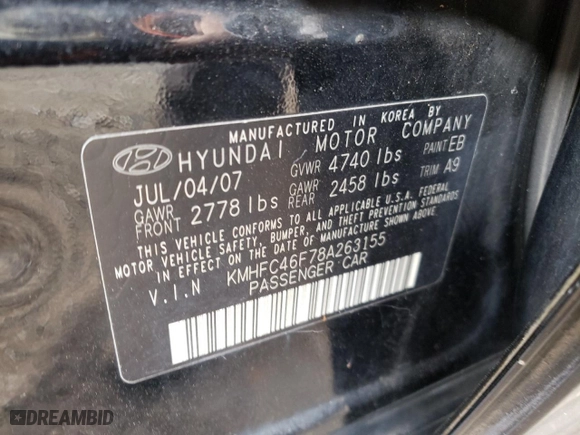 MANUFACTURED IN KOREA BY
HYUNDAI MOTOR COMPANY
JUL/04/07 GVWR 4740 lbs PAINT EB
GAWR FRONT 2778 lbs GAWR REAR 2458 lbs TRIM A9
THIS VEHICLE CONFORMS TO ALL APPLICABLE U.S.A. FEDERAL
MOTOR VEHICLE SAFETY, BUMPER, AND THEFT PREVENTION STANDARDS
IN EFFECT ON THE DATE OF MANUFACTURE SHOWN ABOVE.
V.I.N KMHFC46F78A263155
PASSENGER CAR
DREAMBID